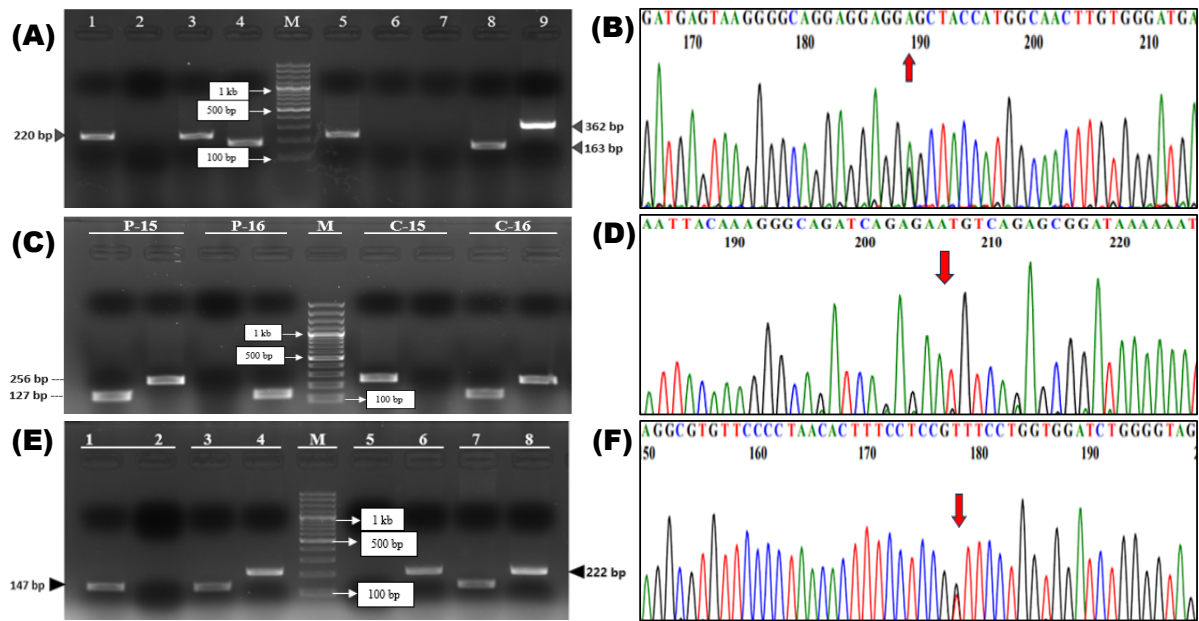 (A)
1 2 3 4 M 5 6 7 8 9
1 kb
500 bp
220 bp
362 bp
163 bp
100 bp
(B)
GATGAGTAAGGGGCAGGAGGAGGAGCTACCATGGCAACTTGTGGGATGA
170 180 190 200 210
(C)
P-15 P-16 M C-15 C-16
1 kb
500 bp
256 bp
127 bp
100 bp
(D)
AATTACAAAGGGCAGATCAGAGAATGTCAGAGCGGATAAAAAAT
190 200 210 220
(E)
1 2 3 4 M 5 6 7 8
1 kb
500 bp
147 bp
222 bp
100 bp
(F)
AGGCGTGTTCCCCTAACACTTTCCTCCGTTTCCTGGTGGATCTGGGGTAG
50 160 170 180 190